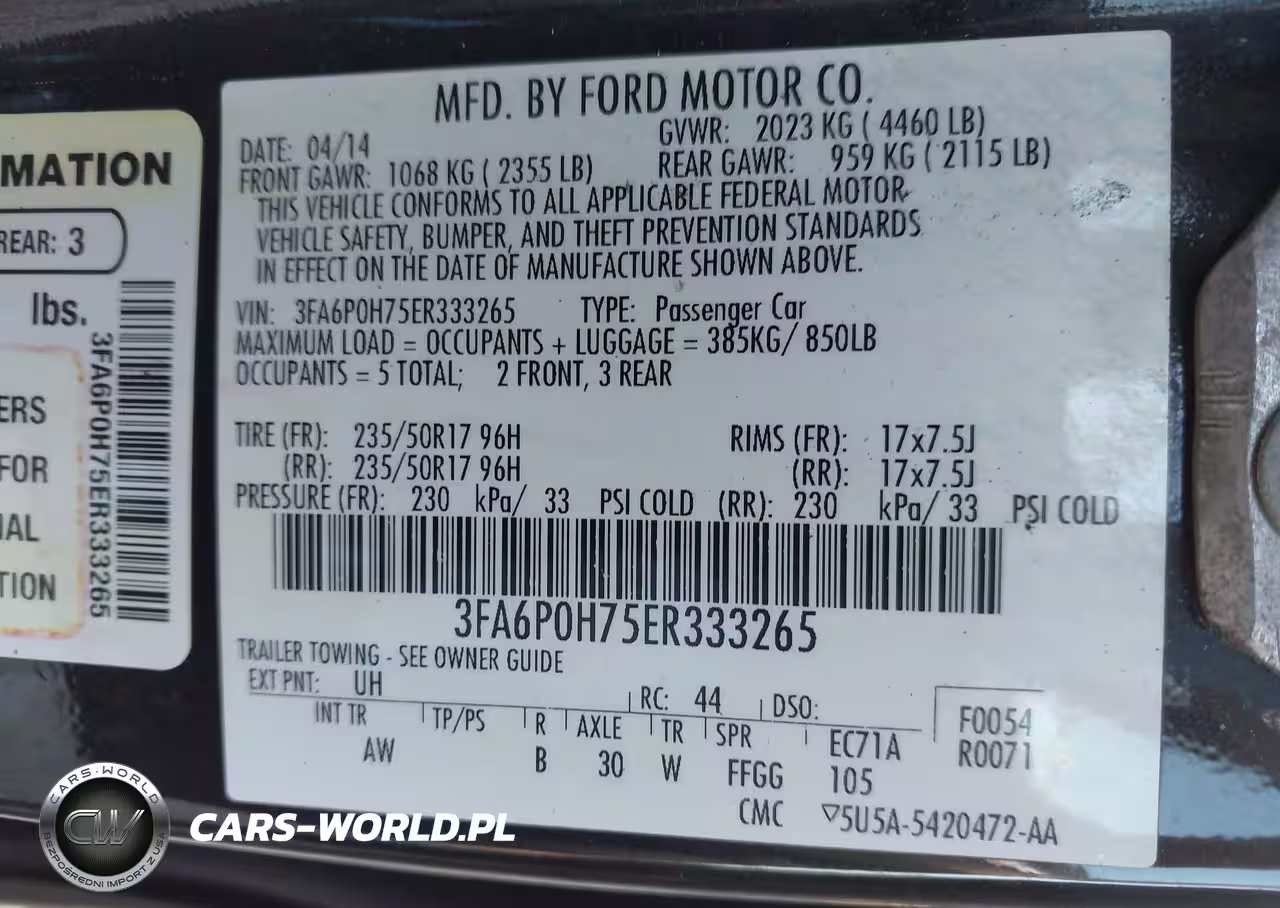 MATION
REAR: 3
lbs.
3FA6P0H75ER333265
ERS
FOR
IAL
TION
MFD. BY FORD MOTOR CO.
DATE: 04/14 GVWR: 2023 KG ( 4460 LB)
FRONT GAWR: 1068 KG ( 2355 LB) REAR GAWR: 959 KG ( 2115 LB)
THIS VEHICLE CONFORMS TO ALL APPLICABLE FEDERAL MOTOR
VEHICLE SAFETY, BUMPER, AND THEFT PREVENTION STANDARDS
IN EFFECT ON THE DATE OF MANUFACTURE SHOWN ABOVE.
VIN: 3FA6P0H75ER333265 TYPE: Passenger Car
MAXIMUM LOAD = OCCUPANTS + LUGGAGE = 385KG/ 850LB
OCCUPANTS = 5 TOTAL; 2 FRONT, 3 REAR
TIRE (FR): 235/50R17 96H RIMS (FR): 17x7.5J
(RR): 235/50R17 96H (RR): 17x7.5J
PRESSURE (FR): 230 kPa/ 33 PSI COLD (RR): 230 kPa/ 33 PSI COLD
3FA6P0H75ER333265
TRAILER TOWING - SEE OWNER GUIDE
EXT PNT: UH RC: 44 DSO: F0054
INT TR TP/PS R AXLE TR SPR EC71A R0071
AW B 30 W FFGG 105
CMC ▽5U5A-5420472-AA
CARS-WORLD
CW
BEZPOŚREDNI IMPORT Z USA
CARS-WORLD.PL